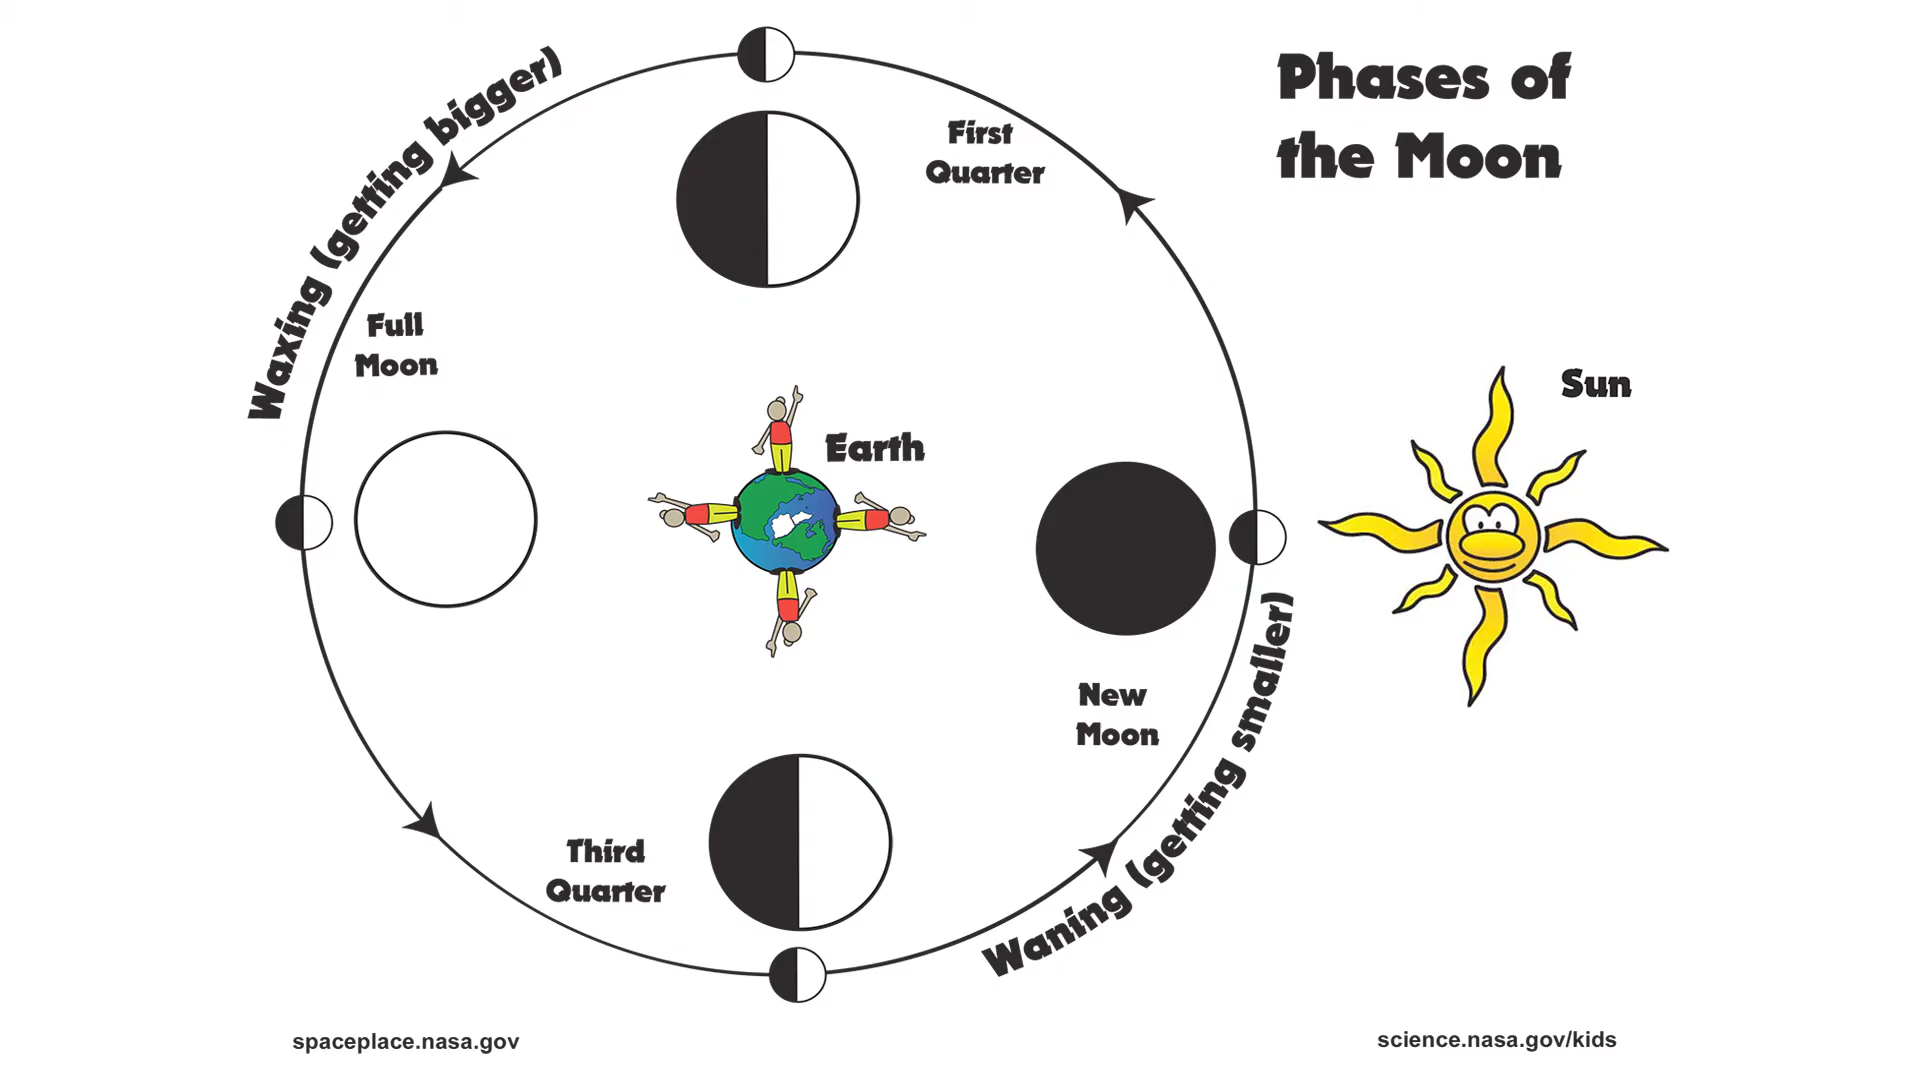 Phases of
the Moon
Waxing (getting bigger)
First
Quarter
Full
Moon
Sun
Earth
New
Moon
Waning (getting smaller)
Third
Quarter
spaceplace.nasa.gov
science.nasa.gov/kids